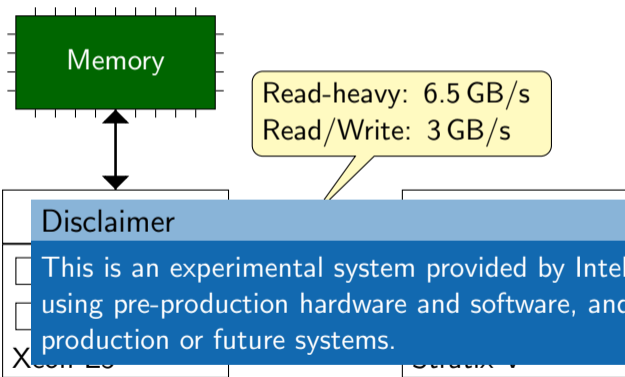 Memory
Read-heavy: 6.5 GB/s
Read/Write: 3 GB/s
Disclaimer
This is an experimental system provided by Intel
using pre-production hardware and software, and
production or future systems.